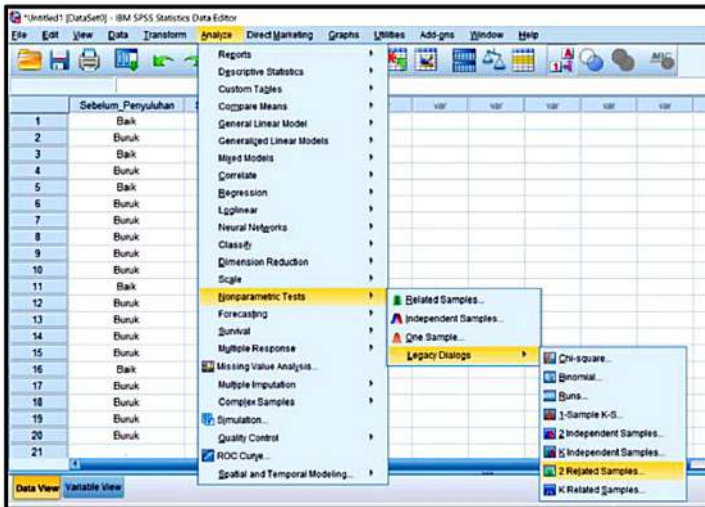 *Untitled1 [DataSet0] - IBM SPSS Statistics Data Editor
File Edit View Data Transform Analyze Direct Marketing Graphs Utilities Add-ons Window Help
Sebelum_Penyuluhan S var var var var var
1 Baik
2 Buruk
3 Baik
4 Buruk
5 Baik
6 Buruk
7 Buruk
8 Buruk
9 Buruk
10 Buruk
11 Baik
12 Buruk
13 Buruk
14 Buruk
15 Buruk
16 Baik
17 Buruk
18 Buruk
19 Buruk
20 Buruk
21
Reports
Descriptive Statistics
Custom Tables
Compare Means
General Linear Model
Generalized Linear Models
Mixed Models
Correlate
Regression
Loglinear
Neural Networks
Classify
Dimension Reduction
Scale
Nonparametric Tests
Forecasting
Survival
Multiple Response
Missing Value Analysis...
Multiple Imputation
Complex Samples
Simulation...
Quality Control
ROC Curve...
Spatial and Temporal Modeling...
Related Samples...
Independent Samples...
One Sample...
Legacy Dialogs
Chi-square...
Binomial...
Runs...
1-Sample K-S...
2 Independent Samples...
K Independent Samples...
2 Related Samples...
K Related Samples...
Data View Variable View